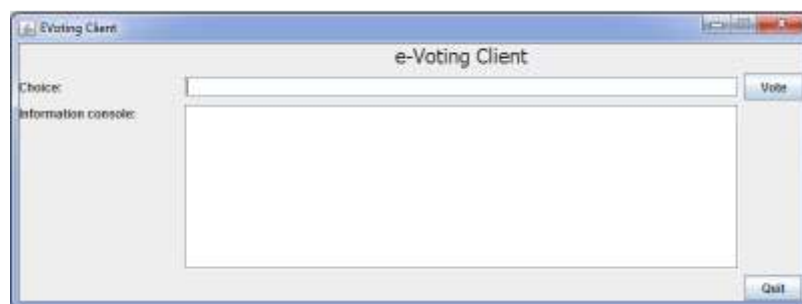 EVoting Client
e-Voting Client
Choice:
Vote
Information console:
Quit